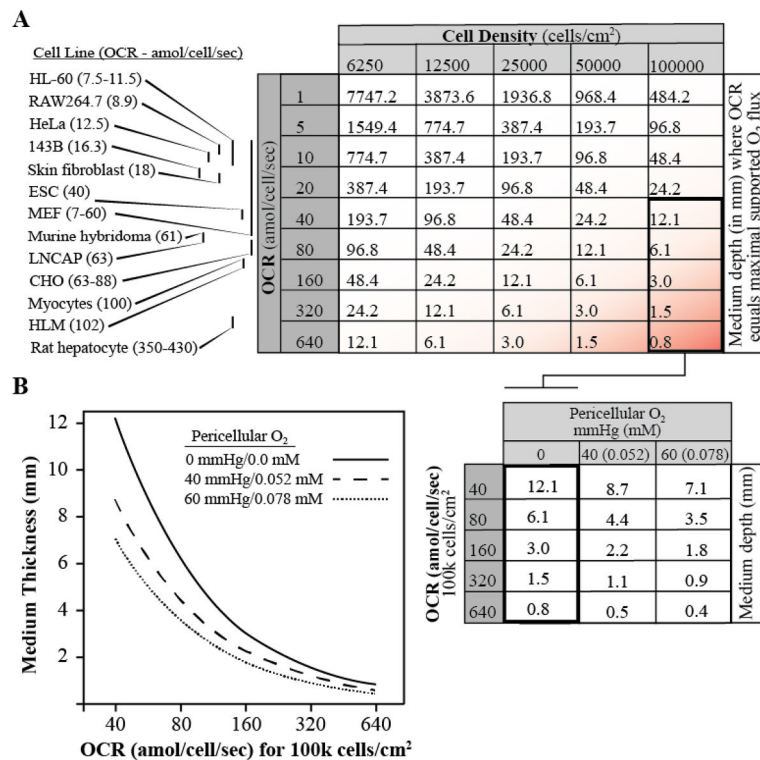 A
Cell Line (OCR - amol/cell/sec)
HL-60 (7.5-11.5)
RAW264.7 (8.9)
HeLa (12.5)
143B (16.3)
Skin fibroblast (18)
ESC (40)
MEF (7-60)
Murine hybridoma (61)
LNCAP (63)
CHO (63-88)
Myocytes (100)
HLM (102)
Rat hepatocyte (350-430)
Cell Density (cells/cm²)
6250 12500 25000 50000 100000
OCR (amol/cell/sec)
1 7747.2 3873.6 1936.8 968.4 484.2
5 1549.4 774.7 387.4 193.7 96.8
10 774.7 387.4 193.7 96.8 48.4
20 387.4 193.7 96.8 48.4 24.2
40 193.7 96.8 48.4 24.2 12.1
80 96.8 48.4 24.2 12.1 6.1
160 48.4 24.2 12.1 6.1 3.0
320 24.2 12.1 6.1 3.0 1.5
640 12.1 6.1 3.0 1.5 0.8
Medium depth (in mm) where OCR
equals maximal supported O₂ flux
B
Medium Thickness (mm)
12
10
8
6
4
2
Pericellular O₂
0 mmHg/0.0 mM
40 mmHg/0.052 mM
60 mmHg/0.078 mM
40 80 160 320 640
OCR (amol/cell/sec) for 100k cells/cm²
Pericellular O₂
mmHg (mM)
0 40 (0.052) 60 (0.078)
OCR (amol/cell/sec)
100k cells/cm²
40 12.1 8.7 7.1
80 6.1 4.4 3.5
160 3.0 2.2 1.8
320 1.5 1.1 0.9
640 0.8 0.5 0.4
Medium depth (mm)